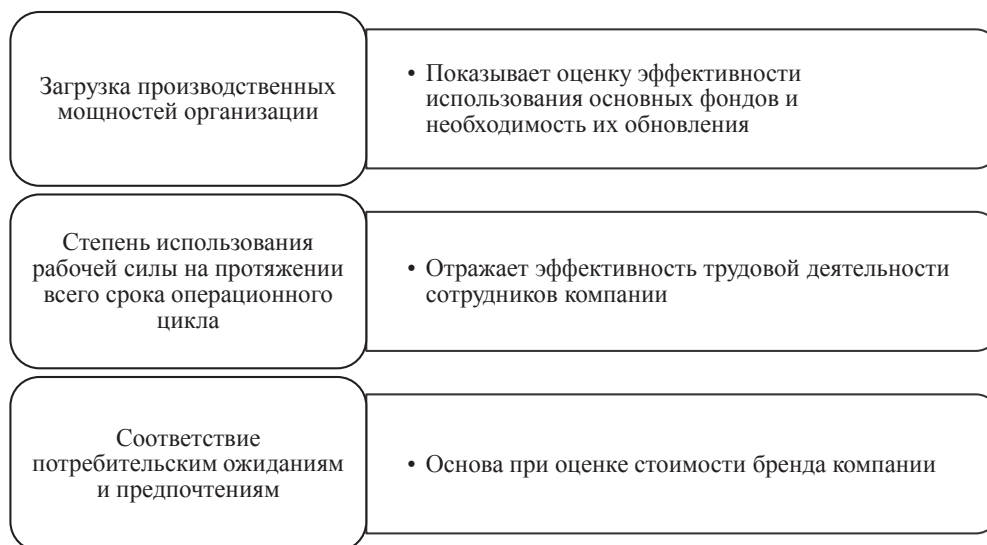 Загрузка производственных
мощностей организации
• Показывает оценку эффективности
использования основных фондов и
необходимость их обновления
Степень использования
рабочей силы на протяжении
всего срока операционного
цикла
• Отражает эффективность трудовой деятельности
сотрудников компании
Соответствие
потребительским ожиданиям
и предпочтениям
• Основа при оценке стоимости бренда компании